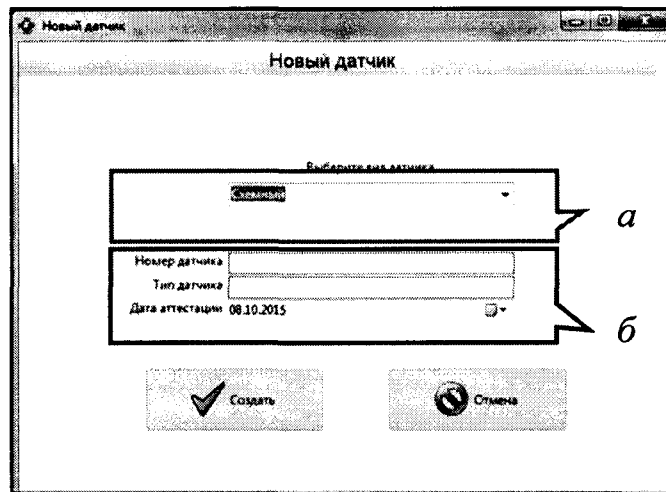 Новый датчик
Новый датчик
Выберите вид датчика
а
Номер датчика
Тип датчика
Дата аттестации 08.10.2015
б
Создать
Отмена